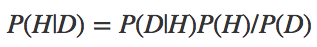 P(H|D) = P(D|H)P(H)/P(D)